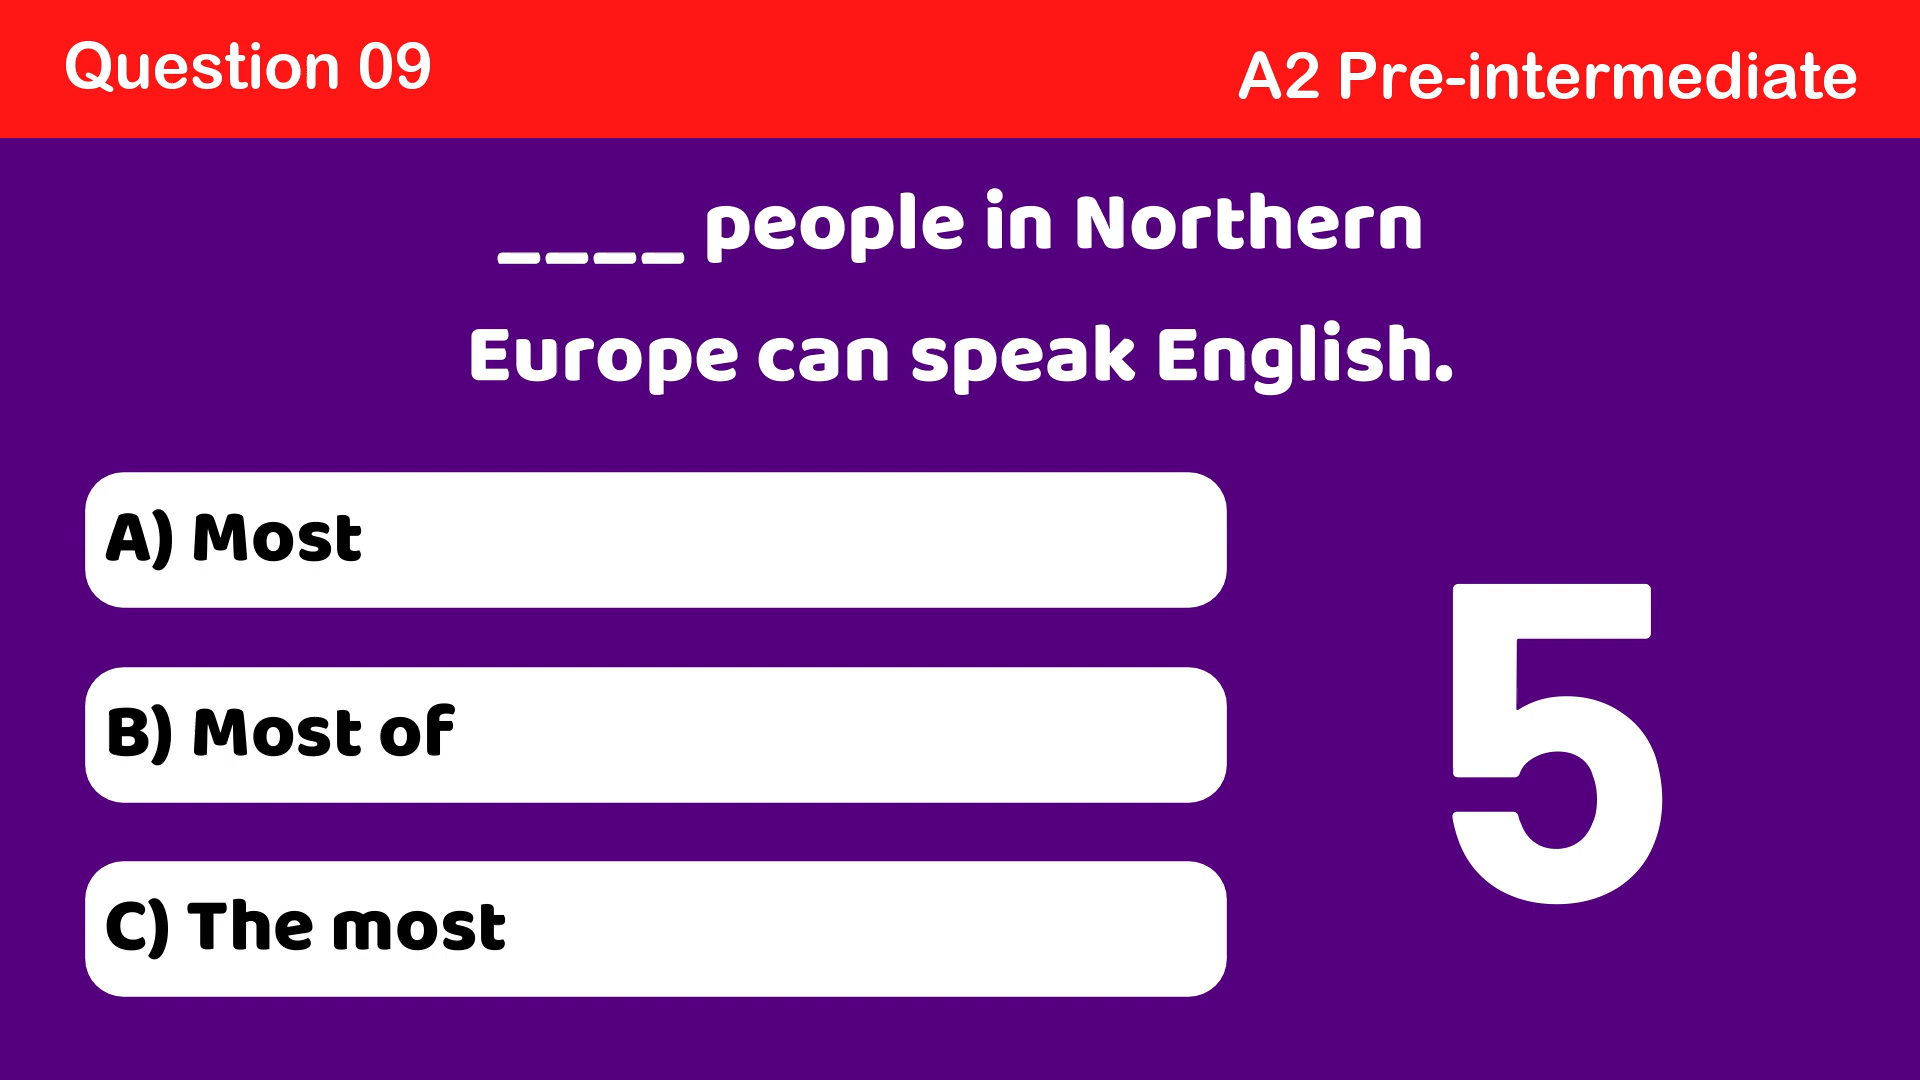 Question 09
A2 Pre-intermediate
____ people in Northern
Europe can speak English.
A) Most
B) Most of
C) The most
5